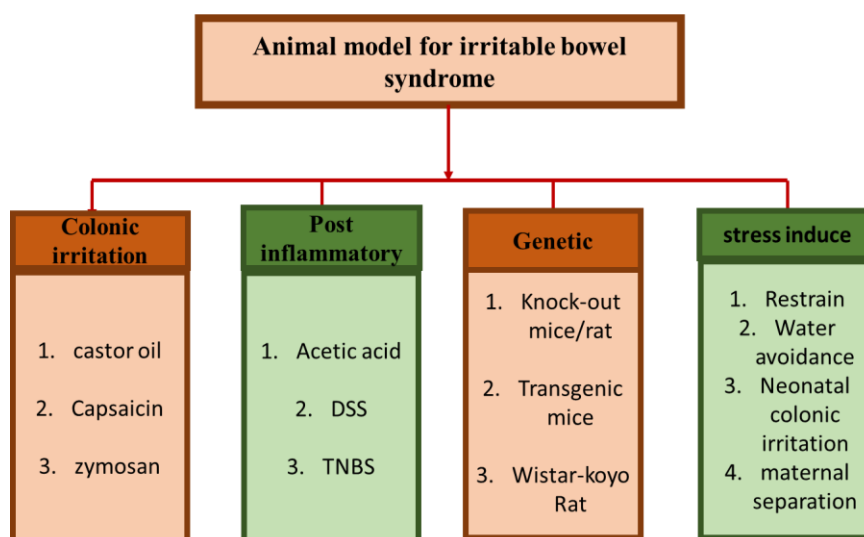 Animal model for irritable bowel
syndrome
Colonic
irritation
1. castor oil
2. Capsaicin
3. zymosan
Post
inflammatory
1. Acetic acid
2. DSS
3. TNBS
Genetic
1. Knock-out
mice/rat
2. Transgenic
mice
3. Wistar-koyo
Rat
stress induce
1. Restrain
2. Water
avoidance
3. Neonatal
colonic
irritation
4. maternal
separation